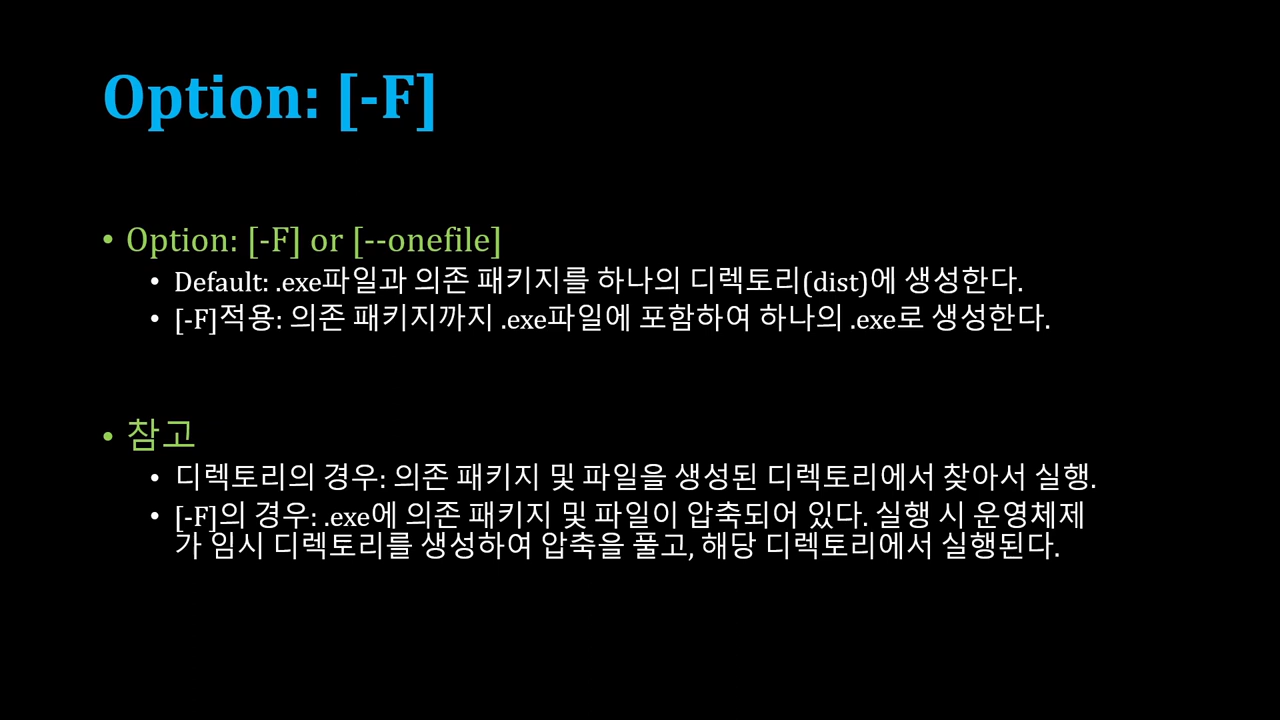 Option: [-F]
• Option: [-F] or [--onefile]
• Default: .exe파일과 의존 패키지를 하나의 디렉토리(dist)에 생성한다.
• [-F]적용: 의존 패키지까지 .exe파일에 포함하여 하나의 .exe로 생성한다.
• 참고
• 디렉토리의 경우: 의존 패키지 및 파일을 생성된 디렉토리에서 찾아서 실행.
• [-F]의 경우: .exe에 의존 패키지 및 파일이 압축되어 있다. 실행 시 운영체제
가 임시 디렉토리를 생성하여 압축을 풀고, 해당 디렉토리에서 실행된다.